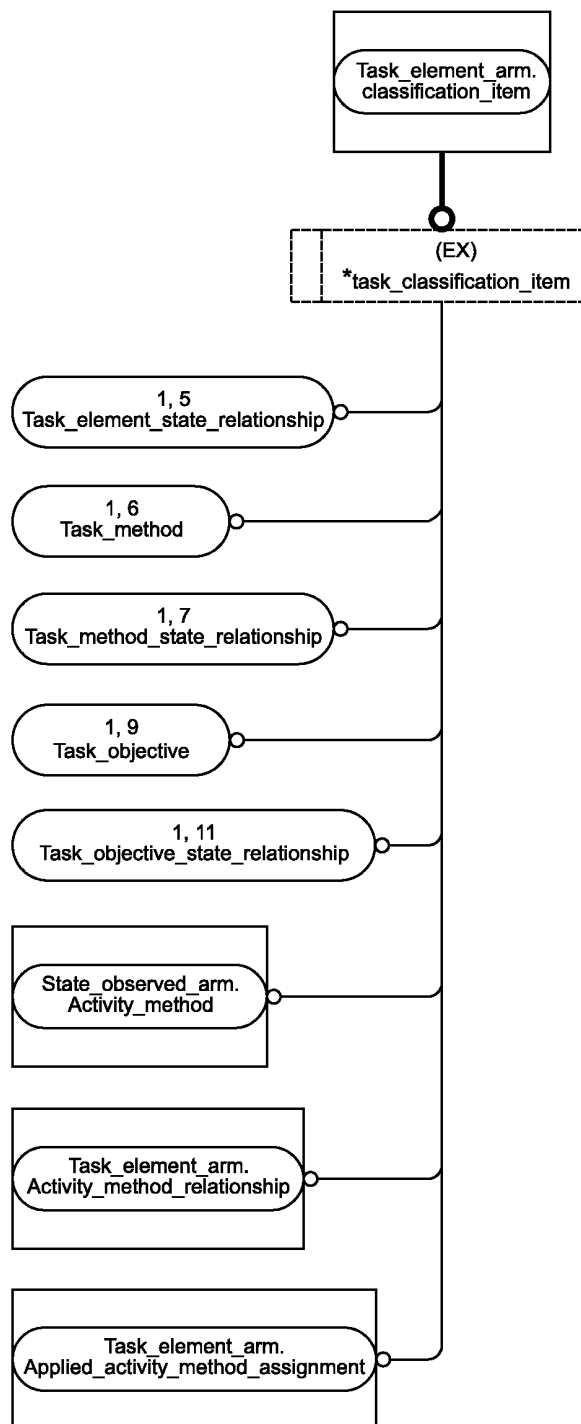 Task_element_arm.
classification_item
(EX)
*task_classification_item
1, 5
Task_element_state_relationship
1, 6
Task_method
1, 7
Task_method_state_relationship
1, 9
Task_objective
1, 11
Task_objective_state_relationship
State_observed_arm.
Activity_method
Task_element_arm.
Activity_method_relationship
Task_element_arm.
Applied_activity_method_assignment